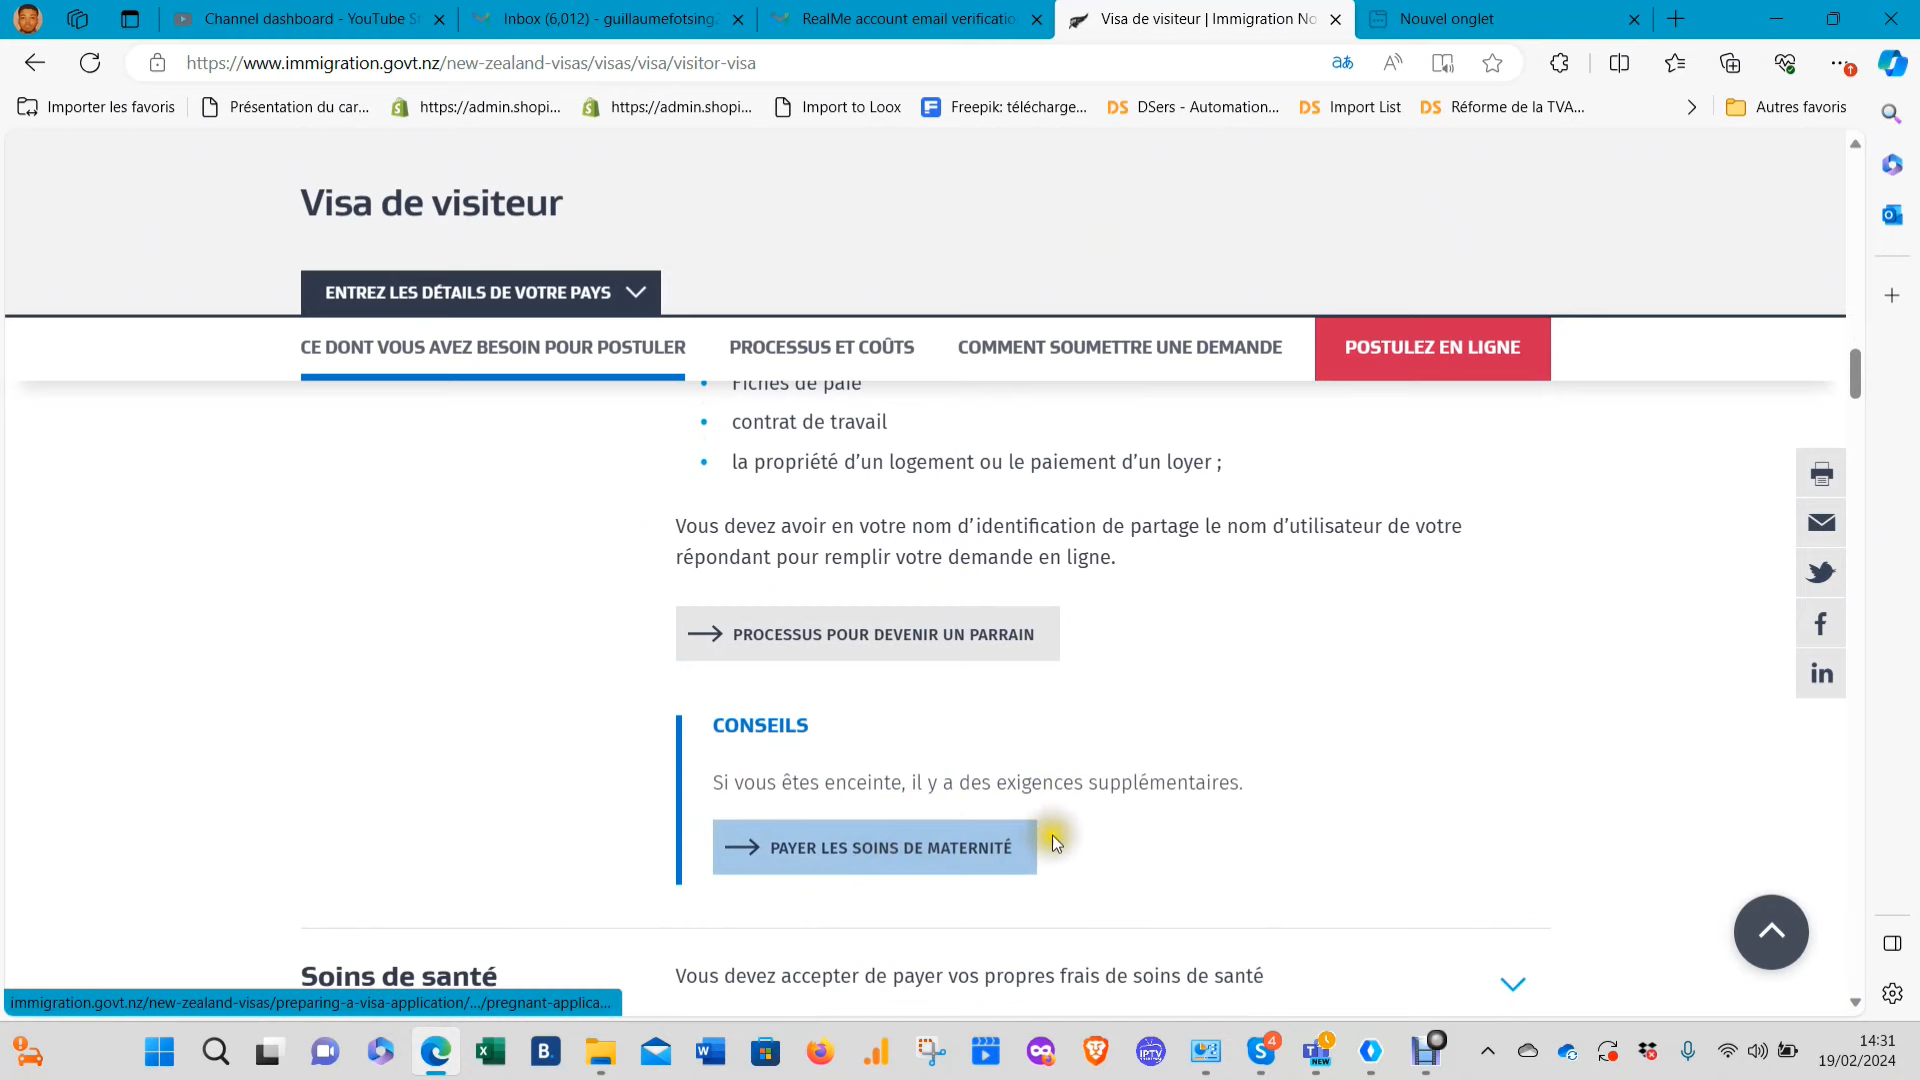 Channel dashboard - YouTube S
Inbox (6,012) - guillaumefotsing
RealMe account email verificatio
Visa de visiteur | Immigration No
Nouvel onglet
https://www.immigration.govt.nz/new-zealand-visas/visas/visa/visitor-visa
Importer les favoris
Présentation du car...
https://admin.shopi...
https://admin.shopi...
Import to Loox
Freepik: télécharge...
DSers - Automation...
Import List
Réforme de la TVA...
Autres favoris
Visa de visiteur
ENTREZ LES DÉTAILS DE VOTRE PAYS
CE DONT VOUS AVEZ BESOIN POUR POSTULER
PROCESSUS ET COÛTS
COMMENT SOUMETTRE UNE DEMANDE
POSTULEZ EN LIGNE
Fiches de paie
contrat de travail
la propriété d’un logement ou le paiement d’un loyer ;
Vous devez avoir en votre nom d’identification de partage le nom d’utilisateur de votre
répondant pour remplir votre demande en ligne.
PROCESSUS POUR DEVENIR UN PARRAIN
CONSEILS
Si vous êtes enceinte, il y a des exigences supplémentaires.
PAYER LES SOINS DE MATERNITÉ
Soins de santé
Vous devez accepter de payer vos propres frais de soins de santé
immigration.govt.nz/new-zealand-visas/preparing-a-visa-application/.../pregnant-applica...
14:31
19/02/2024